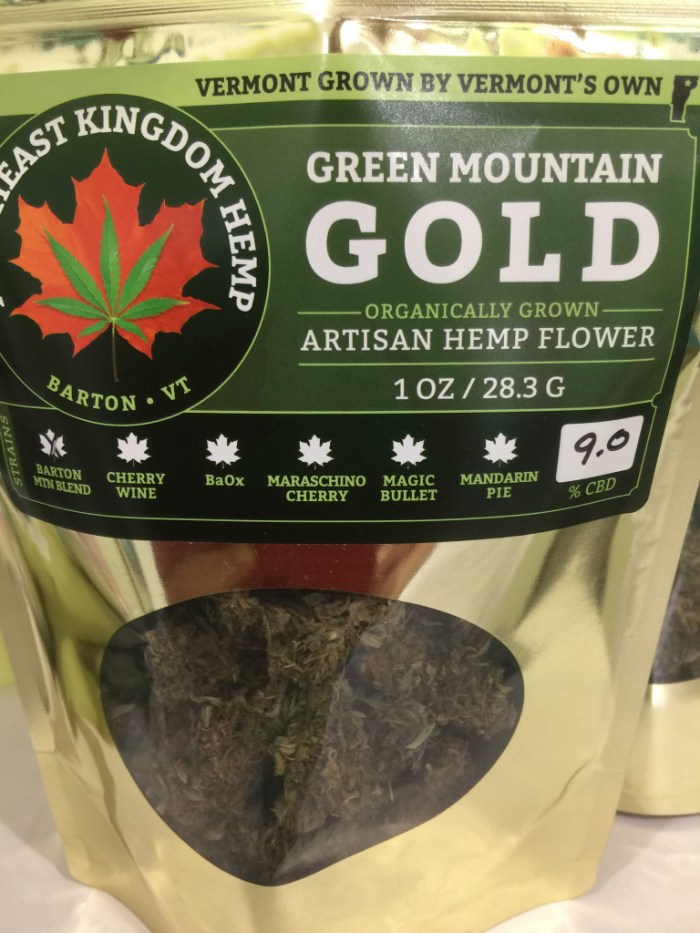 VERMONT GROWN BY VERMONT'S OWN
EAST KINGDOM HEMP
BARTON • VT
GREEN MOUNTAIN
GOLD
ORGANICALLY GROWN
ARTISAN HEMP FLOWER
1 OZ / 28.3 G
STRAINS
BARTON
MTN BLEND
CHERRY
WINE
BaOx
MARASCHINO
CHERRY
MAGIC
BULLET
MANDARIN
PIE
9.0
% CBD